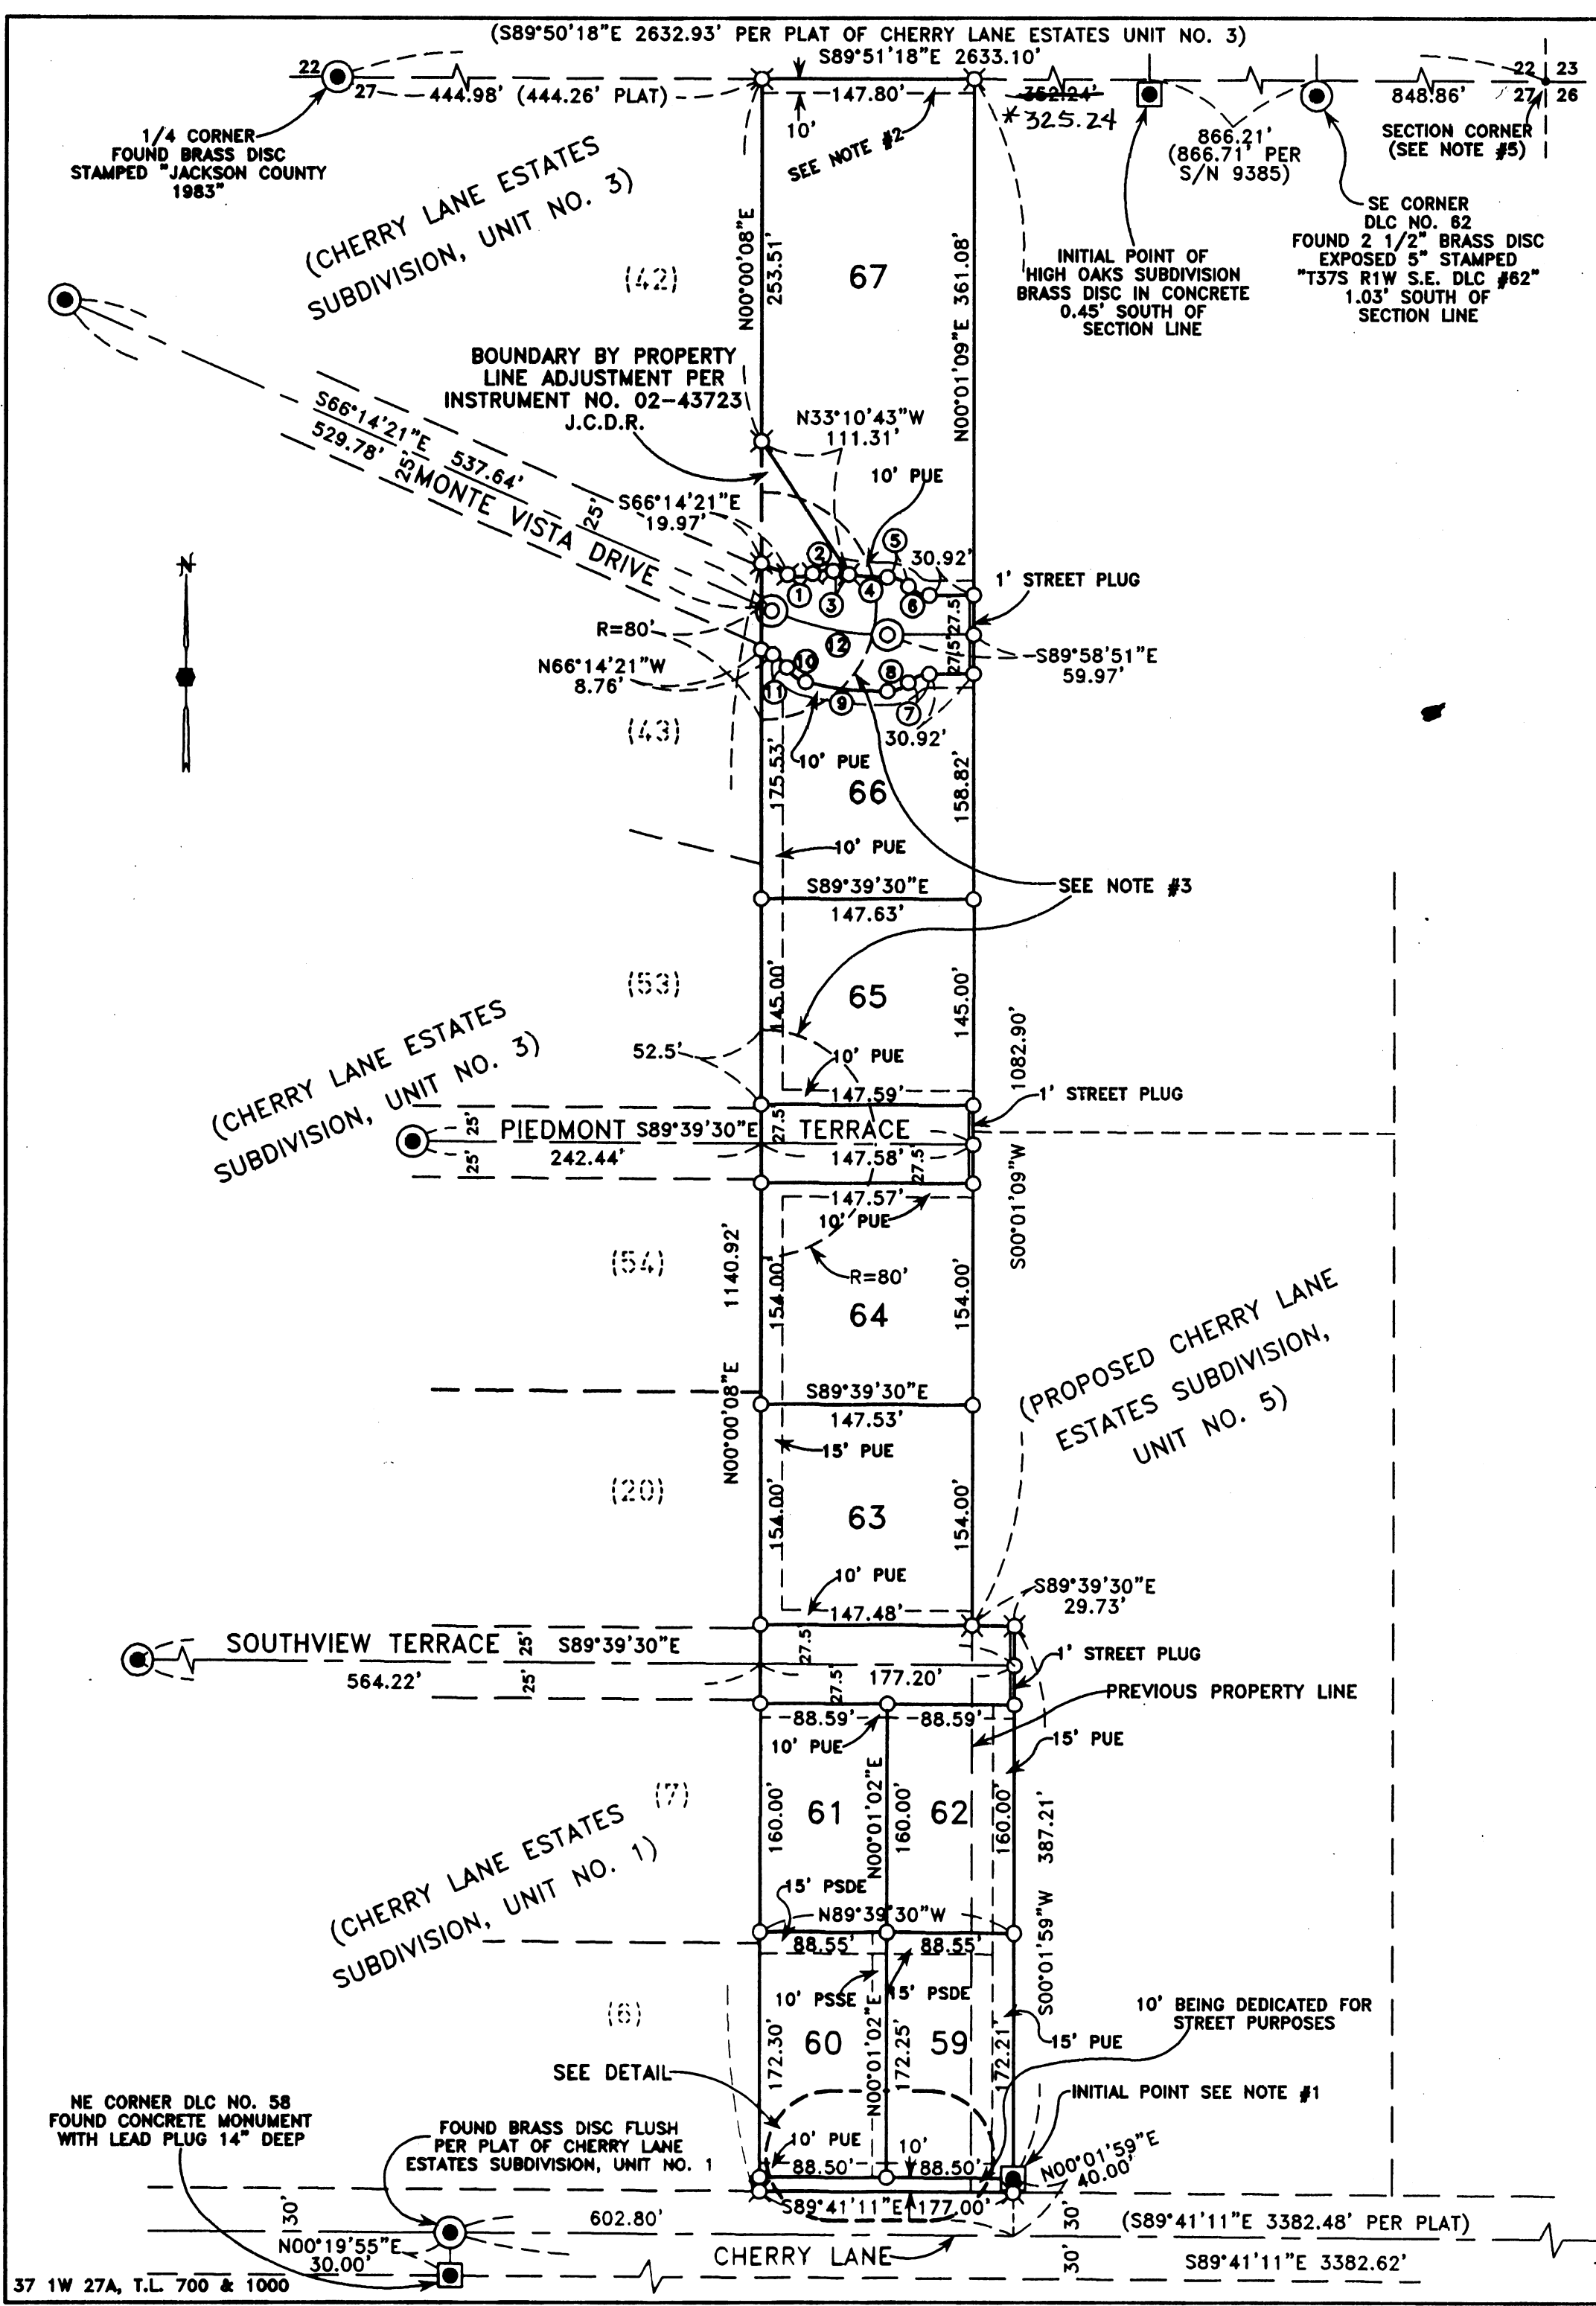 (S89°50'18"E 2632.93' PER PLAT OF CHERRY LANE ESTATES UNIT NO. 3)
S89°51'18"E 2633.10'
22
27
444.98' (444.26' PLAT)
147.80'
352.24'
*325.24
848.86'
22 23
27 26
10'
SEE NOTE #2
1/4 CORNER
FOUND BRASS DISC
STAMPED "JACKSON COUNTY
1983"
866.21'
(866.71' PER
S/N 9385)
SECTION CORNER
(SEE NOTE #5)
(CHERRY LANE ESTATES
SUBDIVISION, UNIT NO. 3)
SE CORNER
DLC NO. 62
FOUND 2 1/2" BRASS DISC
EXPOSED 5" STAMPED
"T37S R1W S.E. DLC #62"
1.03' SOUTH OF
SECTION LINE
INITIAL POINT OF
HIGH OAKS SUBDIVISION
BRASS DISC IN CONCRETE
0.45' SOUTH OF
SECTION LINE
(42)
67
N00°00'08"E
253.51'
N00°01'09"E 361.08'
BOUNDARY BY PROPERTY
LINE ADJUSTMENT PER
INSTRUMENT NO. 02-43723
J.C.D.R.
N33°10'43"W
111.31'
10' PUE
S66°14'21"E
529.78'
537.64'
25'
25'
MONTE VISTA DRIVE
S66°14'21"E
19.97'
1
2
3
4
5
6
30.92'
1' STREET PLUG
27.5'
27.5'
R=80'
12
N66°14'21"W
8.76'
10
11
9
8
7
S89°58'51"E
59.97'
30.92'
N
(43)
10' PUE
66
175.53'
158.82'
10' PUE
S89°39'30"E
147.63'
SEE NOTE #3
(53)
65
145.00'
145.00'
1082.90'
S00°01'09"W
(CHERRY LANE ESTATES
SUBDIVISION, UNIT NO. 3)
52.5'
10' PUE
147.59'
1' STREET PLUG
25'
25'
PIEDMONT S89°39'30"E TERRACE
242.44'
147.58'
27.5'
27.5'
147.57'
10' PUE
(54)
1140.92'
N00°00'08"E
154.00'
R=80'
64
154.00'
S89°39'30"E
147.53'
(PROPOSED CHERRY LANE
ESTATES SUBDIVISION,
UNIT NO. 5)
15' PUE
(20)
154.00'
63
154.00'
10' PUE
147.48'
S89°39'30"E
29.73'
SOUTHVIEW TERRACE
25'
25'
S89°39'30"E
564.22'
27.5'
27.5'
177.20'
1' STREET PLUG
PREVIOUS PROPERTY LINE
88.59'
88.59'
10' PUE
15' PUE
(7)
160.00'
61
N00°01'02"E
160.00'
62
160.00'
387.21'
S00°01'59"W
(CHERRY LANE ESTATES
SUBDIVISION, UNIT NO. 1)
15' PSDE
N89°39'30"W
88.55'
88.55'
10' PSSE
15' PSDE
10' BEING DEDICATED FOR
STREET PURPOSES
(6)
172.30'
60
N00°01'02"E
172.25'
59
172.21'
15' PUE
SEE DETAIL
INITIAL POINT SEE NOTE #1
NE CORNER DLC NO. 58
FOUND CONCRETE MONUMENT
WITH LEAD PLUG 14" DEEP
FOUND BRASS DISC FLUSH
PER PLAT OF CHERRY LANE
ESTATES SUBDIVISION, UNIT NO. 1
10' PUE
10'
88.50'
88.50'
N00°01'59"E
40.00'
S89°41'11"E 177.00'
30'
602.80'
30'
(S89°41'11"E 3382.48' PER PLAT)
N00°19'55"E
30.00'
CHERRY LANE
30'
S89°41'11"E 3382.62'
37 1W 27A, T.L. 700 & 1000